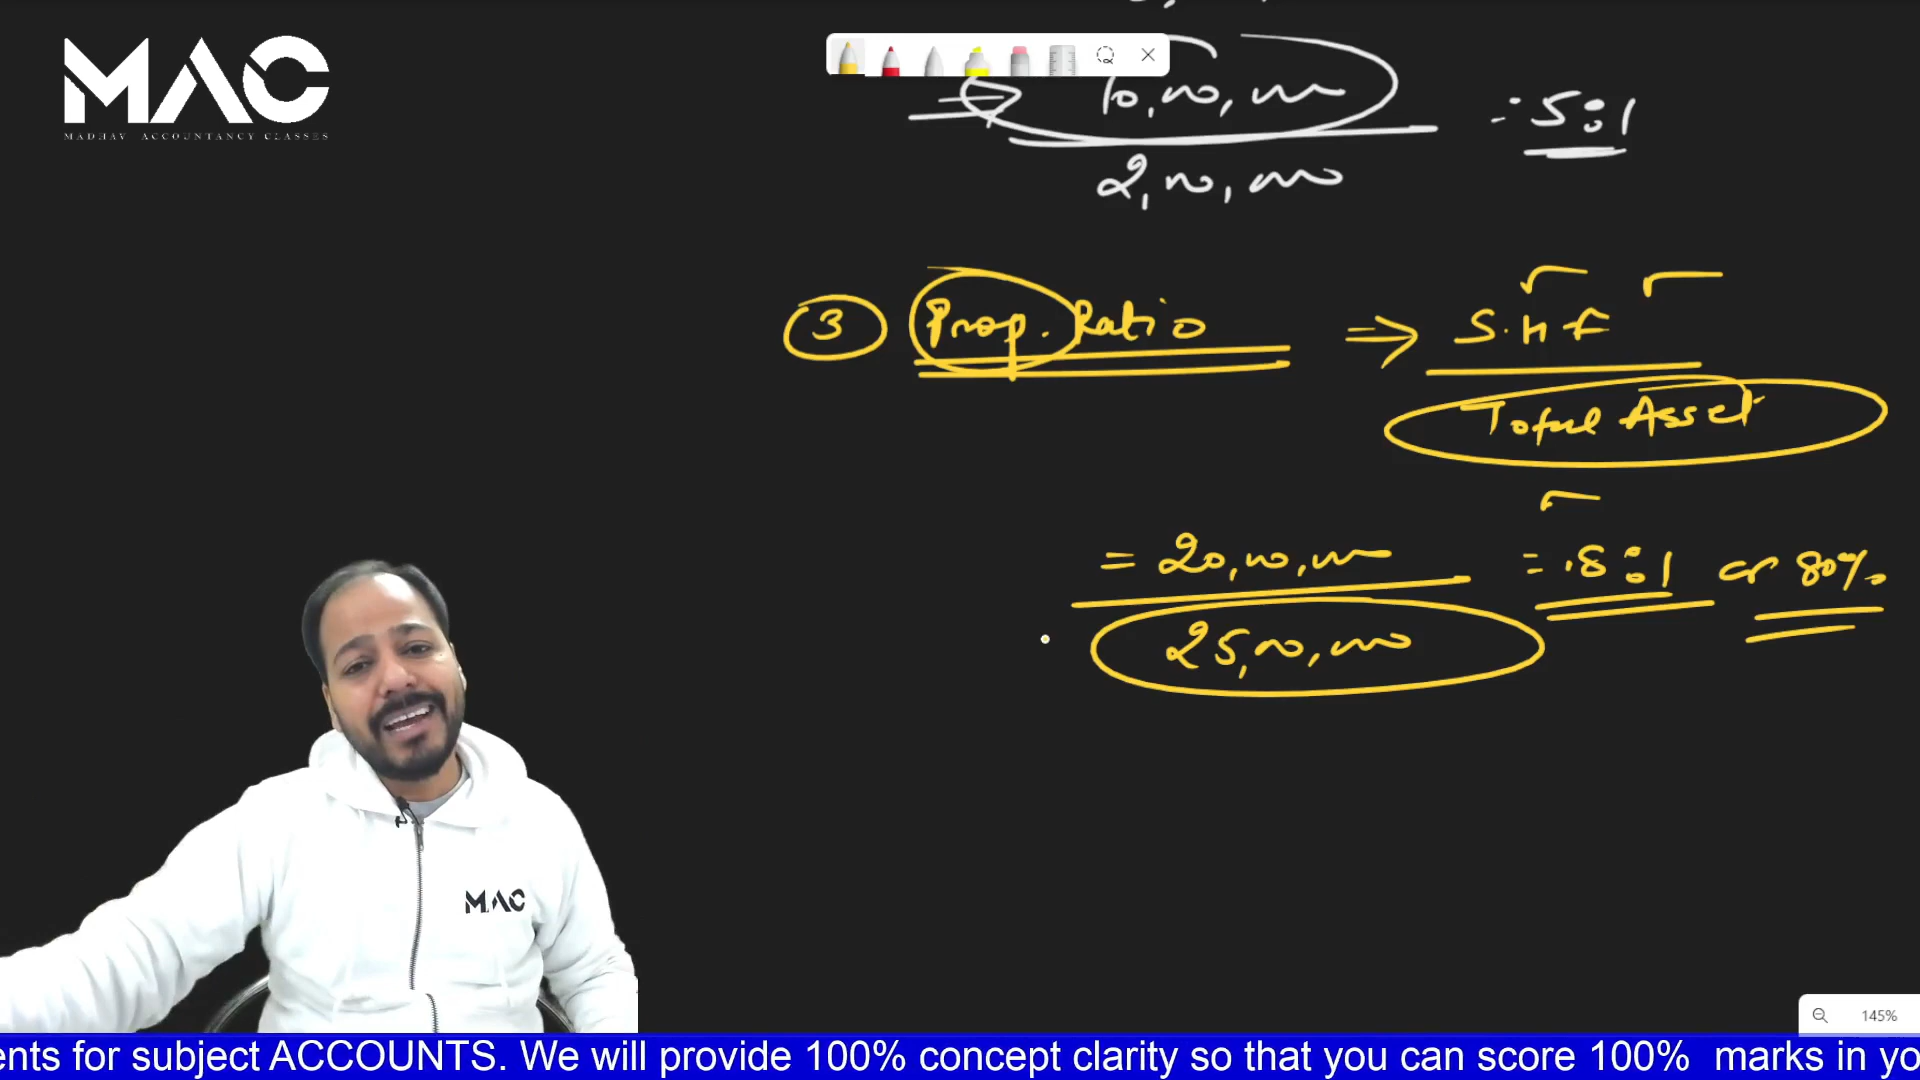 MAC
MADHAV ACCOUNTANCY CLASSES
⇒ 10,00,000
2,00,000
= 5:1
③ Prop. Ratio ⇒ S.H.F
Total Asset
= 20,00,000
25,00,000
= .8:1 or 80%
MAC
145%
ents for subject ACCOUNTS. We will provide 100% concept clarity so that you can score 100% marks in yo